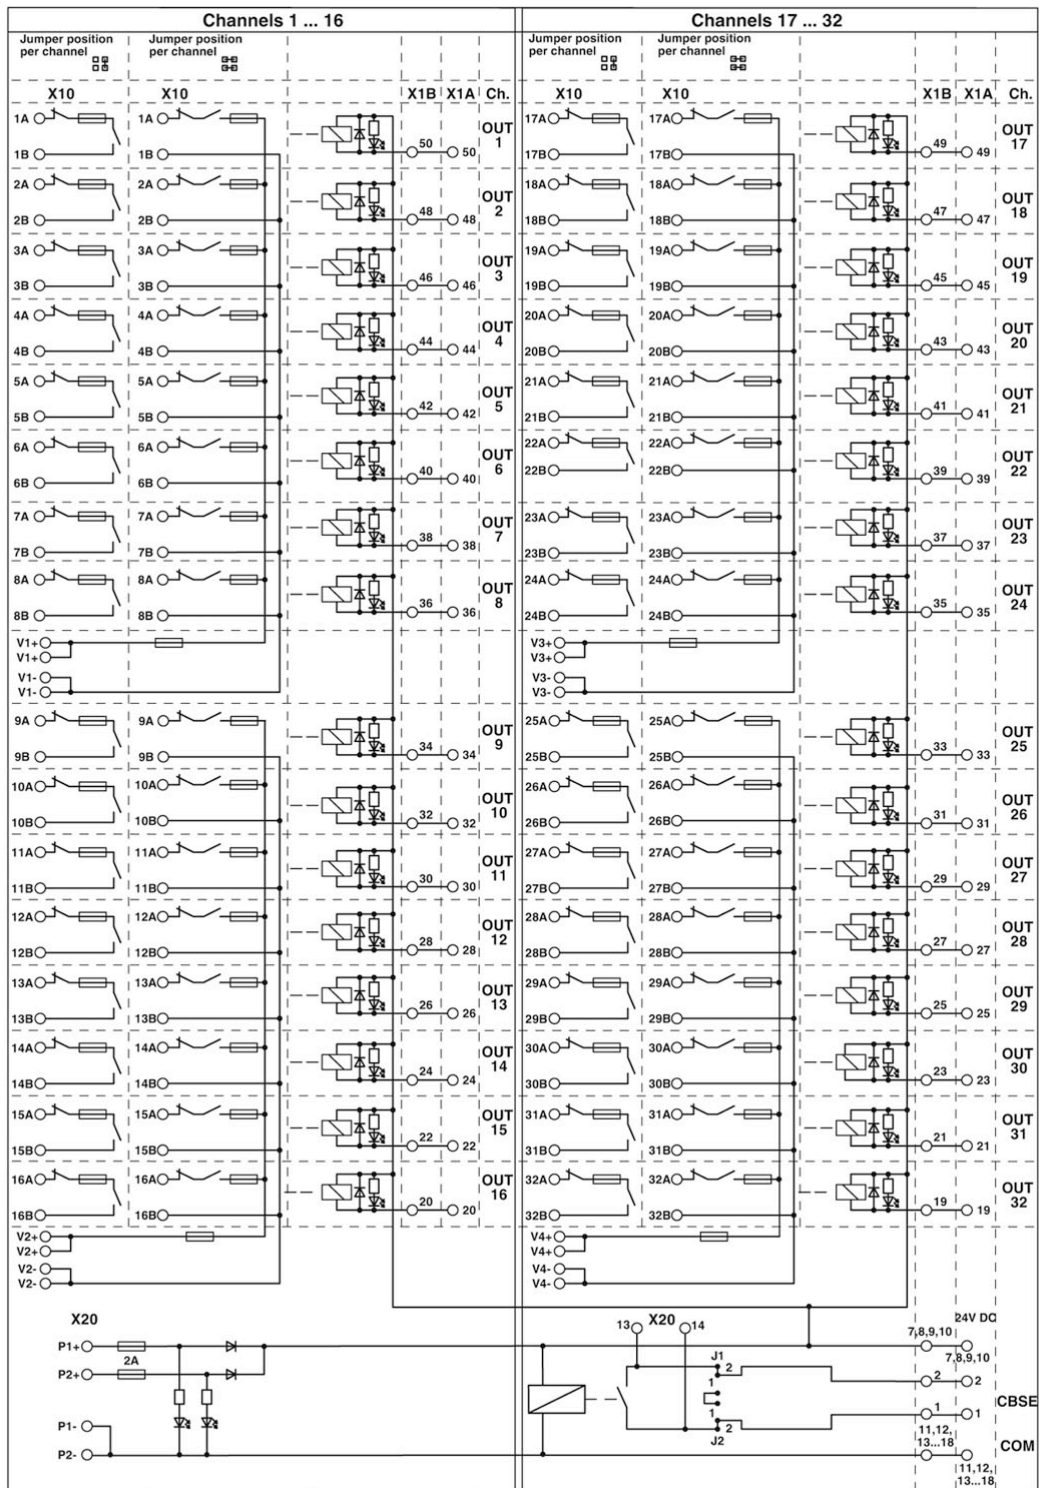 Channels 1 ... 16 Channels 17 ... 32
Jumper position per channel Jumper position per channel Jumper position per channel Jumper position per channel
X10 X10 X1B X1A Ch. X10 X10 X1B X1A Ch.
1A 1A OUT 1 17A 17A OUT 17
1B 1B 50 50 17B 17B 49 49
2A 2A OUT 2 18A 18A OUT 18
2B 2B 48 48 18B 18B 47 47
3A 3A OUT 3 19A 19A OUT 19
3B 3B 46 46 19B 19B 45 45
4A 4A OUT 4 20A 20A OUT 20
4B 4B 44 44 20B 20B 43 43
5A 5A OUT 5 21A 21A OUT 21
5B 5B 42 42 21B 21B 41 41
6A 6A OUT 6 22A 22A OUT 22
6B 6B 40 40 22B 22B 39 39
7A 7A OUT 7 23A 23A OUT 23
7B 7B 38 38 23B 23B 37 37
8A 8A OUT 8 24A 24A OUT 24
8B 8B 36 36 24B 24B 35 35
V1+ V3+
V1+ V3+
V1- V3-
V1- V3-
9A 9A OUT 9 25A 25A OUT 25
9B 9B 34 34 25B 25B 33 33
10A 10A OUT 10 26A 26A OUT 26
10B 10B 32 32 26B 26B 31 31
11A 11A OUT 11 27A 27A OUT 27
11B 11B 30 30 27B 27B 29 29
12A 12A OUT 12 28A 28A OUT 28
12B 12B 28 28 28B 28B 27 27
13A 13A OUT 13 29A 29A OUT 29
13B 13B 26 26 29B 29B 25 25
14A 14A OUT 14 30A 30A OUT 30
14B 14B 24 24 30B 30B 23 23
15A 15A OUT 15 31A 31A OUT 31
15B 15B 22 22 31B 31B 21 21
16A 16A OUT 16 32A 32A OUT 32
16B 16B 20 20 32B 32B 19 19
V2+ V4+
V2+ V4+
V2- V4-
V2- V4-
X20 13 X20 14 24V DC
7,8,9,10
P1+ J1 7,8,9,10
2A
P2+ 2 2 2
1
CBSE
1 1 1
P1- J2 2 11,12, 13...18
P2- COM
11,12, 13...18